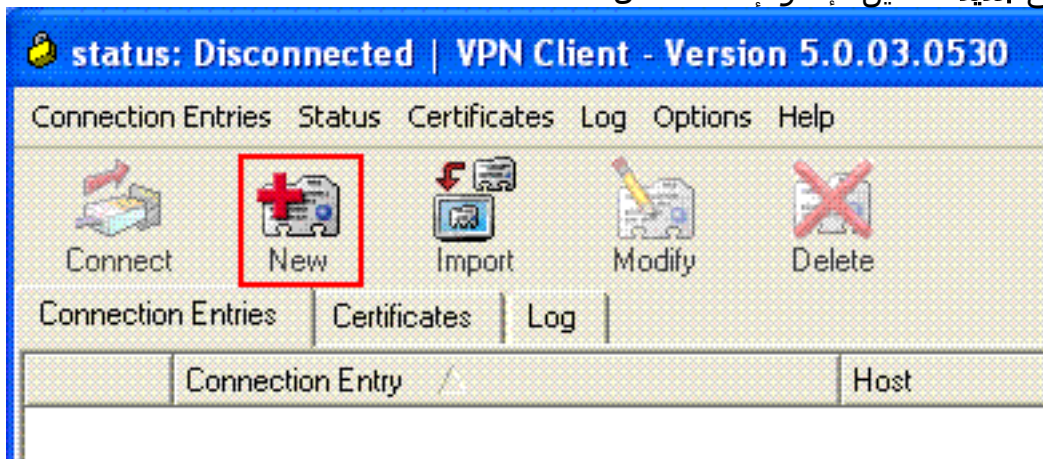 status: Disconnected | VPN Client - Version 5.0.03.0530
Connection Entries Status Certificates Log Options Help
Connect New Import Modify Delete
Connection Entries Certificates Log
Connection Entry Host